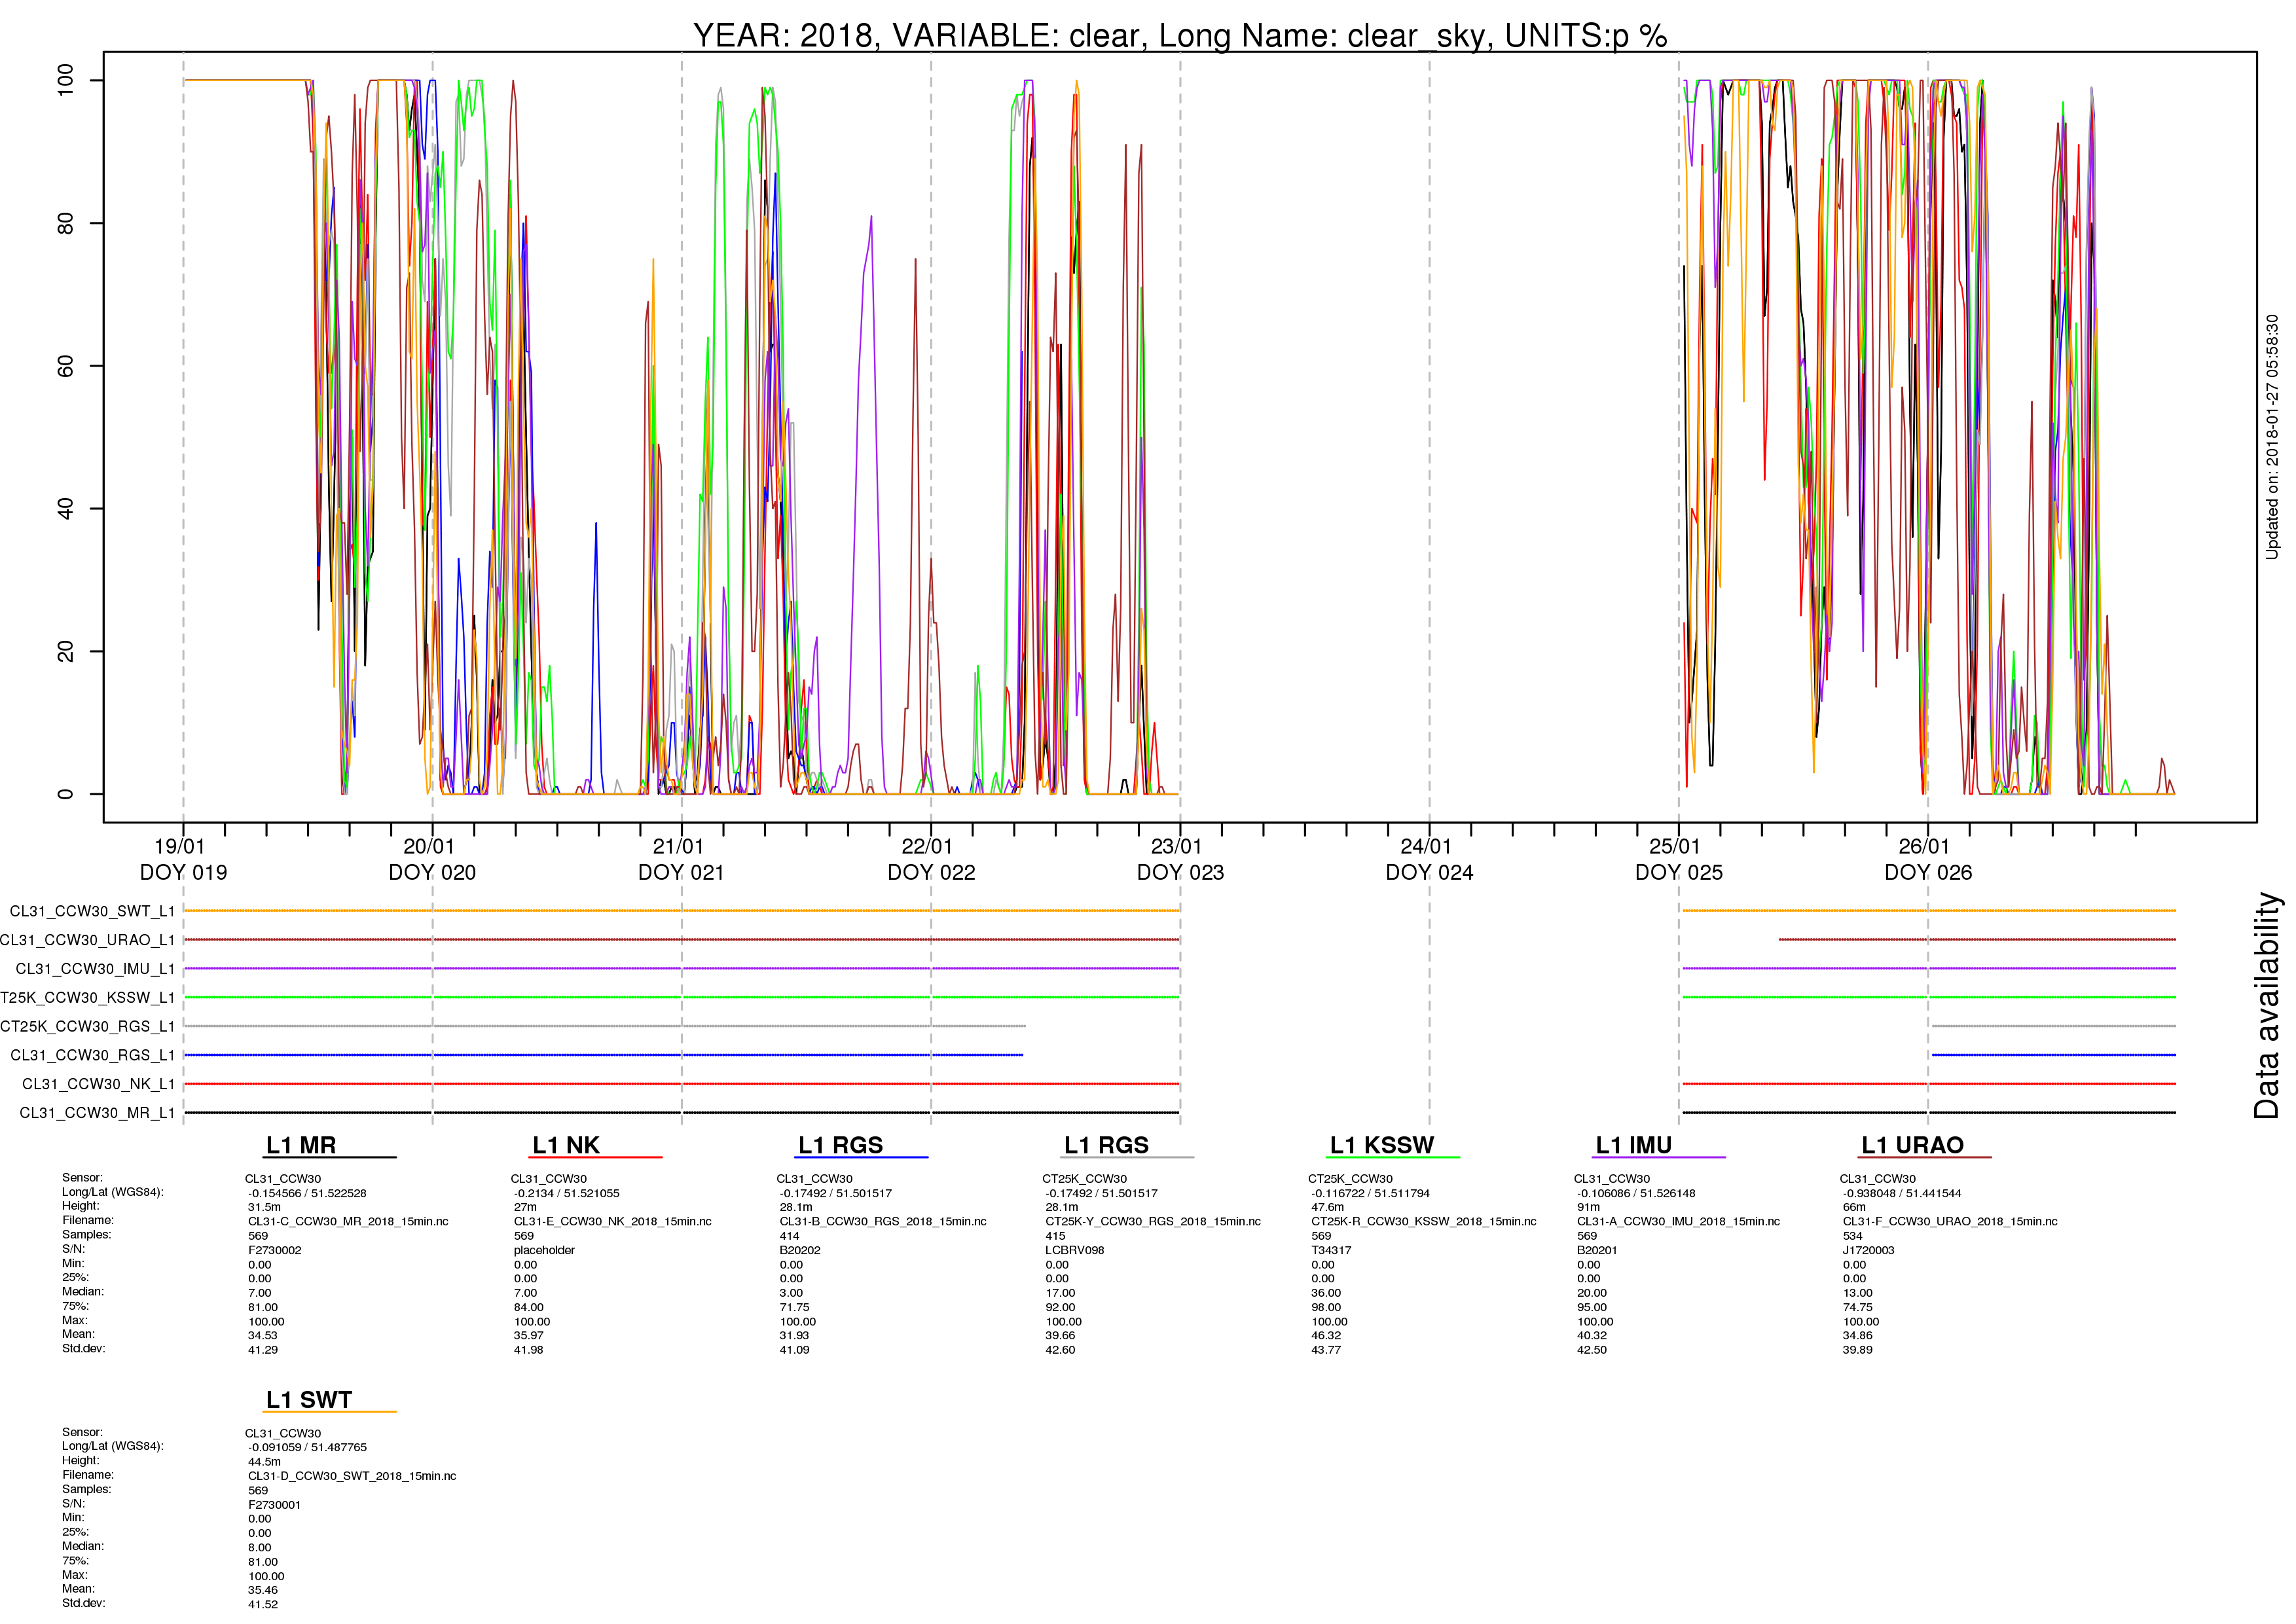 YEAR: 2018, VARIABLE: clear, Long Name: clear_sky, UNITS:p %
100
80
60
40
20
0
Updated on: 2018-01-27 05:58:30
19/01 20/01 21/01 22/01 23/01 24/01 25/01 26/01
DOY 019 DOY 020 DOY 021 DOY 022 DOY 023 DOY 024 DOY 025 DOY 026
CL31_CCW30_SWT_L1
CL31_CCW30_URAO_L1
CL31_CCW30_IMU_L1
T25K_CCW30_KSSW_L1
CT25K_CCW30_RGS_L1
CL31_CCW30_RGS_L1
CL31_CCW30_NK_L1
CL31_CCW30_MR_L1
Data availability
L1 MR L1 NK L1 RGS L1 RGS L1 KSSW L1 IMU L1 URAO
Sensor: CL31_CCW30 CL31_CCW30 CL31_CCW30 CT25K_CCW30 CT25K_CCW30 CL31_CCW30 CL31_CCW30
Long/Lat (WGS84): -0.154566 / 51.522528 -0.2134 / 51.521055 -0.17492 / 51.501517 -0.17492 / 51.501517 -0.116722 / 51.511794 -0.106086 / 51.526148 -0.938048 / 51.441544
Height: 31.5m 27m 28.1m 28.1m 47.6m 91m 66m
Filename: CL31-C_CCW30_MR_2018_15min.nc CL31-E_CCW30_NK_2018_15min.nc CL31-B_CCW30_RGS_2018_15min.nc CT25K-Y_CCW30_RGS_2018_15min.nc CT25K-R_CCW30_KSSW_2018_15min.nc CL31-A_CCW30_IMU_2018_15min.nc CL31-F_CCW30_URAO_2018_15min.nc
Samples: 569 569 414 415 569 569 534
S/N: F2730002 placeholder B20202 LCBRV098 T34317 B20201 J1720003
Min: 0.00 0.00 0.00 0.00 0.00 0.00 0.00
25%: 0.00 0.00 0.00 0.00 0.00 0.00 0.00
Median: 7.00 7.00 3.00 17.00 36.00 20.00 13.00
75%: 81.00 84.00 71.75 92.00 98.00 95.00 74.75
Max: 100.00 100.00 100.00 100.00 100.00 100.00 100.00
Mean: 34.53 35.97 31.93 39.66 46.32 40.32 34.86
Std.dev: 41.29 41.98 41.09 42.60 43.77 42.50 39.89
L1 SWT
Sensor: CL31_CCW30
Long/Lat (WGS84): -0.091059 / 51.487765
Height: 44.5m
Filename: CL31-D_CCW30_SWT_2018_15min.nc
Samples: 569
S/N: F2730001
Min: 0.00
25%: 0.00
Median: 8.00
75%: 81.00
Max: 100.00
Mean: 35.46
Std.dev: 41.52